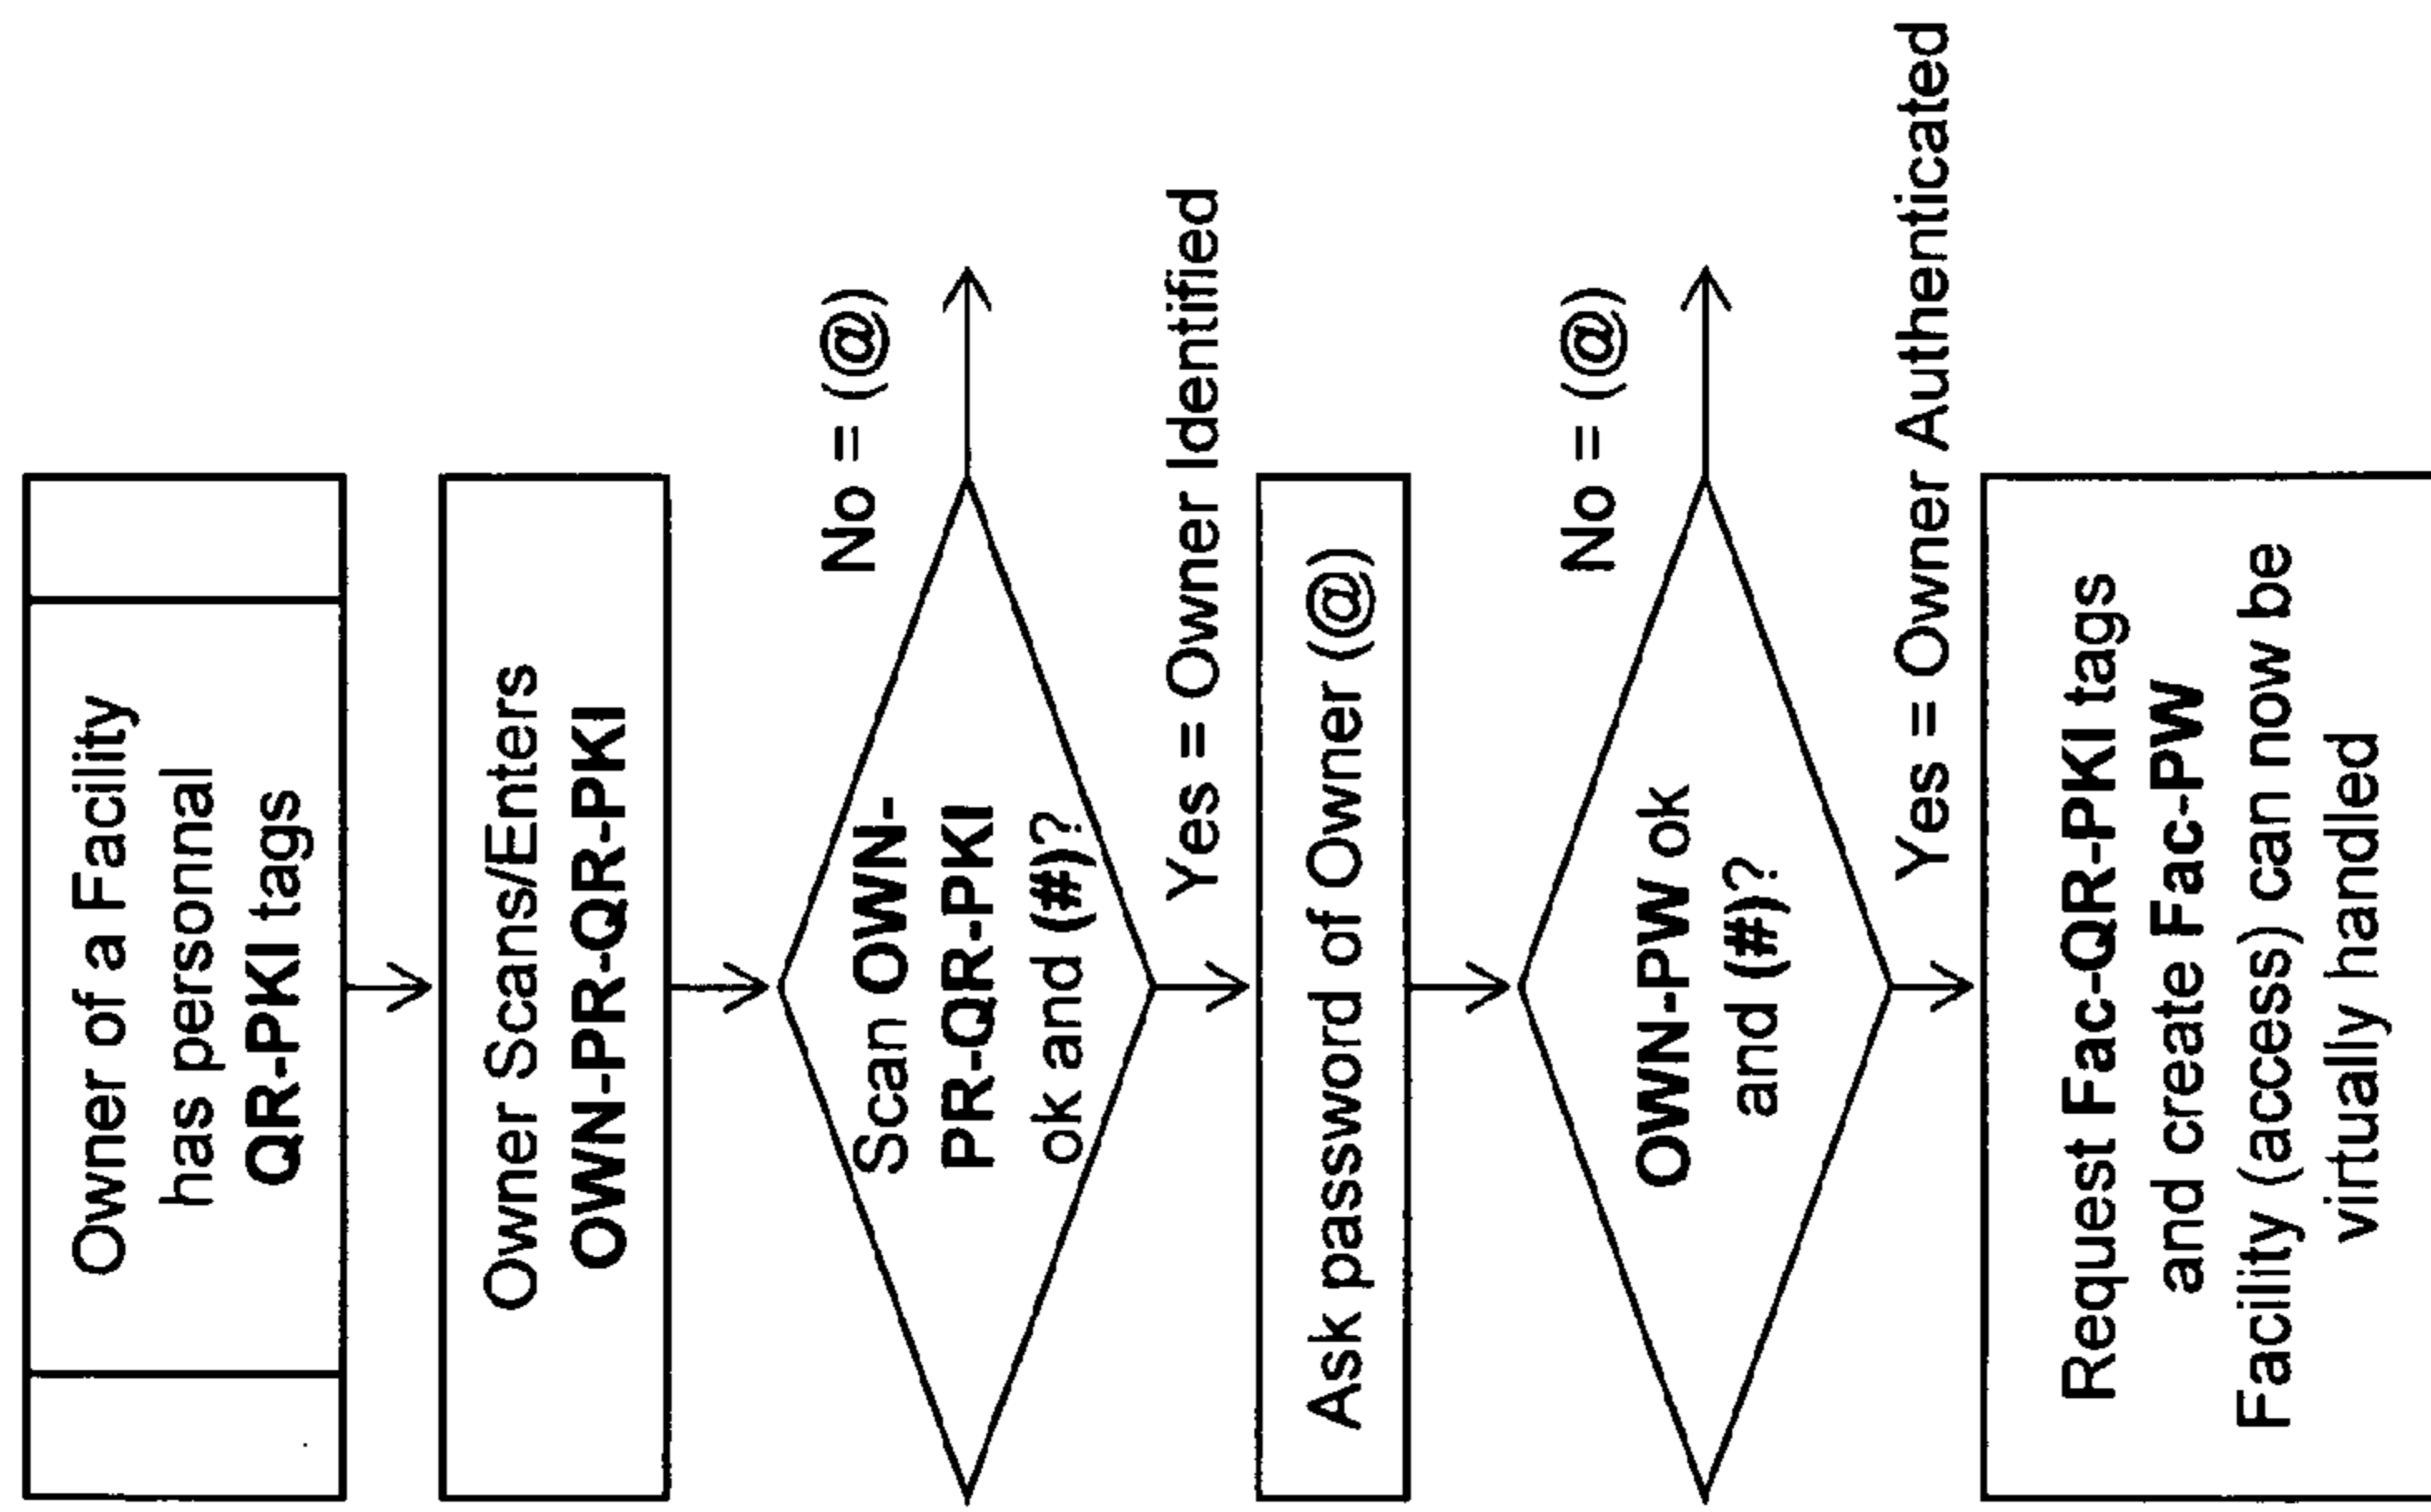 Owner of a Facility
has personnal
QR-PKI tags
Owner Scans/Enters
OWN-PR-QR-PKI
No = (@)
Scan OWN-
PR-QR-PKI
ok and (#)?
Yes = Owner Identified
Ask password of Owner (@)
No = (@)
OWN-PW ok
and (#)?
Yes = Owner Authenticated
Request Fac-QR-PKI tags
and create Fac-PW
Facility (access) can now be
virtually handled